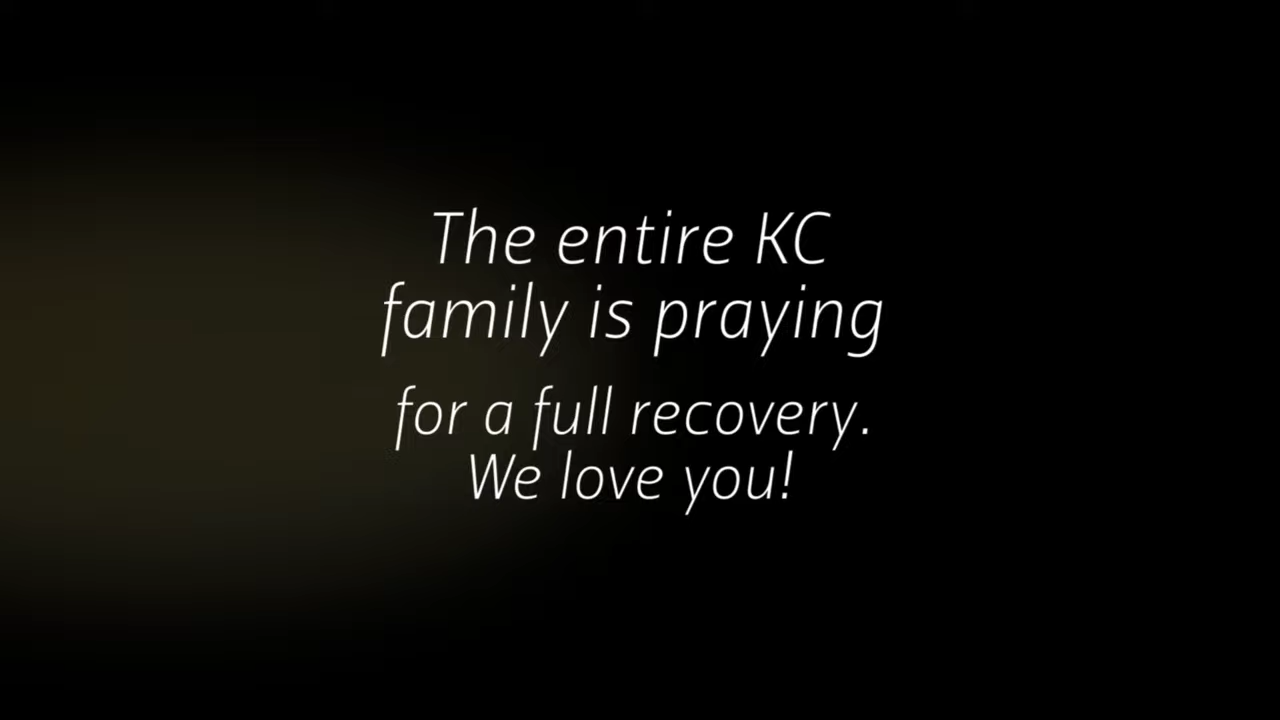 The entire KC
family is praying
for a full recovery.
We love you!